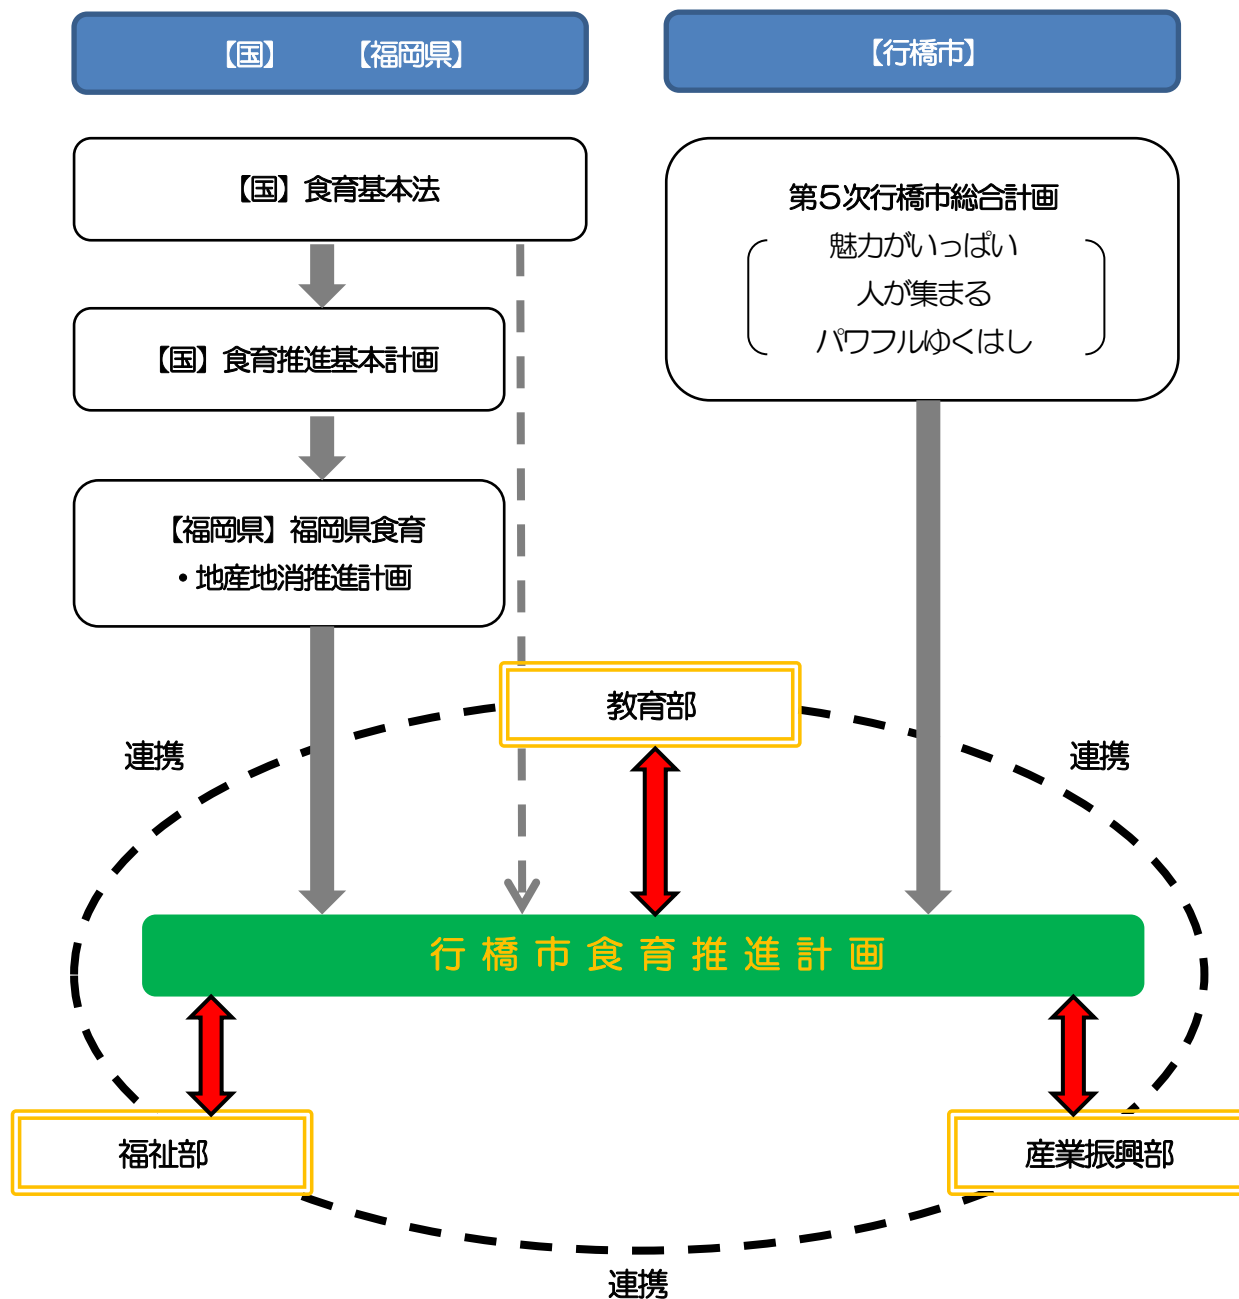 【国】　　　【福岡県】
【行橋市】
【国】食育基本法
【国】食育推進基本計画
【福岡県】福岡県食育
・地産地消推進計画
第５次行橋市総合計画
魅力がいっぱい
人が集まる
パワフルゆくはし
教育部
連携
連携
行橋市食育推進計画
福祉部
産業振興部
連携